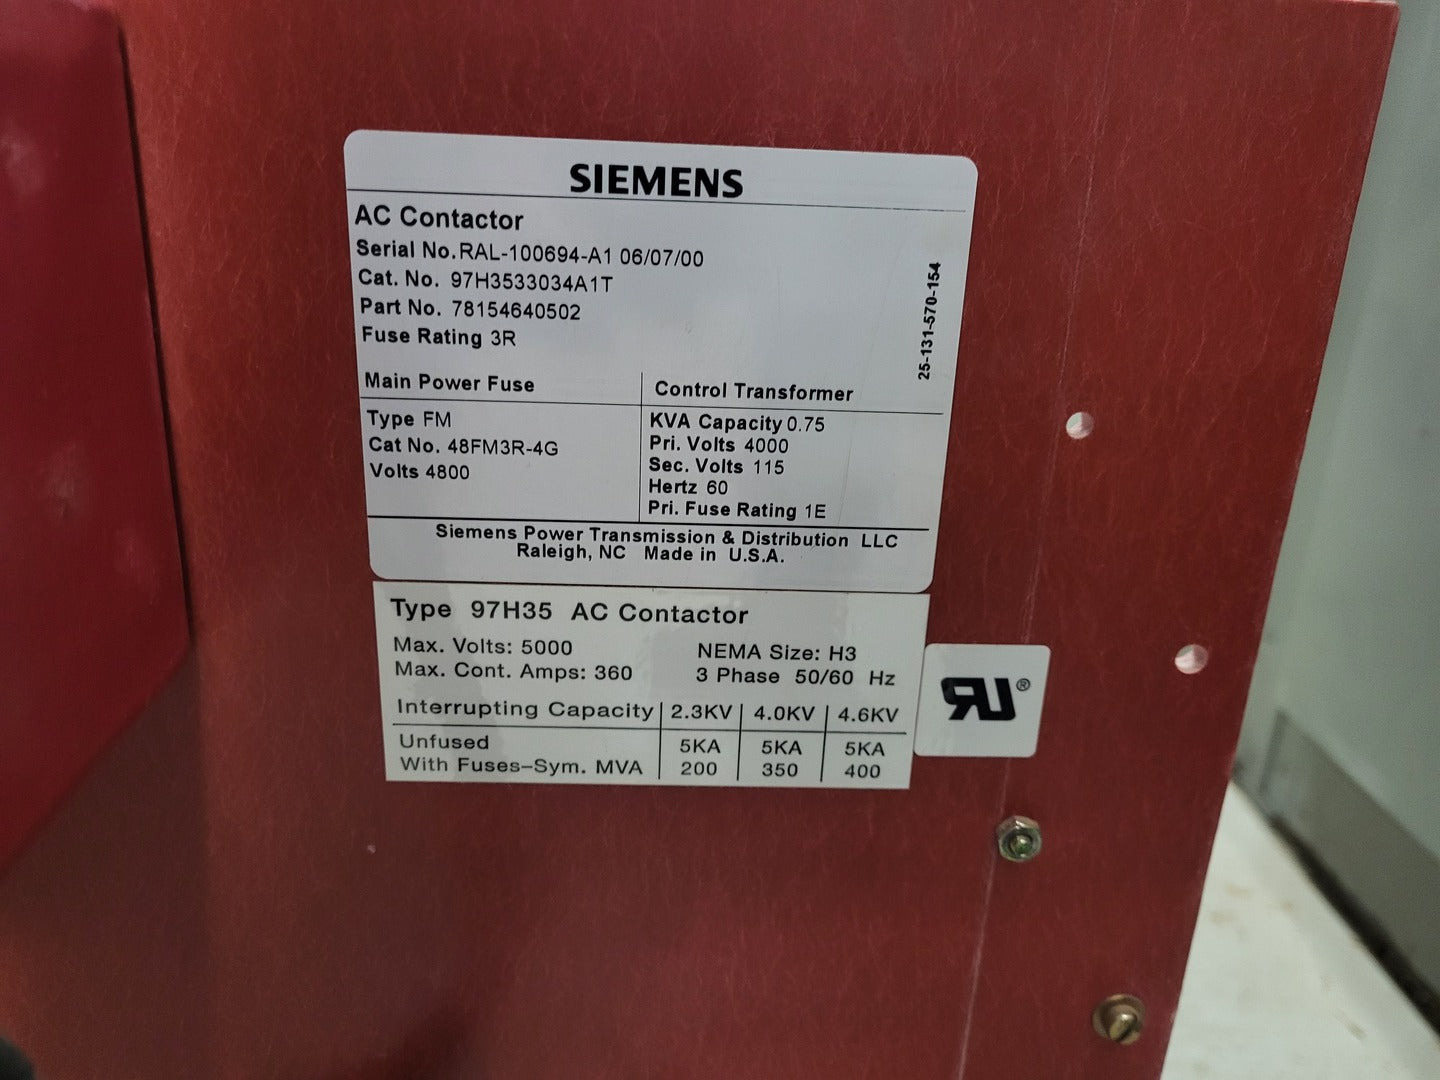 SIEMENS
AC Contactor
Serial No. RAL-100694-A1 06/07/00
Cat. No. 97H3533034A1T
Part No. 78154640502
Fuse Rating 3R
25-131-570-154
Main Power Fuse
Type FM
Cat No. 48FM3R-4G
Volts 4800
Control Transformer
KVA Capacity 0.75
Pri. Volts 4000
Sec. Volts 115
Hertz 60
Pri. Fuse Rating 1E
Siemens Power Transmission & Distribution LLC
Raleigh, NC Made in U.S.A.
Type 97H35 AC Contactor
Max. Volts: 5000 NEMA Size: H3
Max. Cont. Amps: 360 3 Phase 50/60 Hz
Interrupting Capacity 2.3KV 4.0KV 4.6KV
Unfused 5KA 5KA 5KA
With Fuses-Sym. MVA 200 350 400
RU®